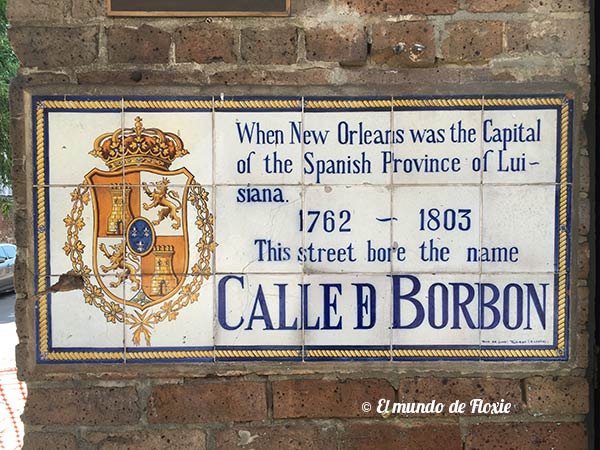 When New Orleans was the Capital
of the Spanish Province of Lui-
siana.
1762 ~ 1803
This street bore the name
CALLE D BORBON
© El mundo de Floxie